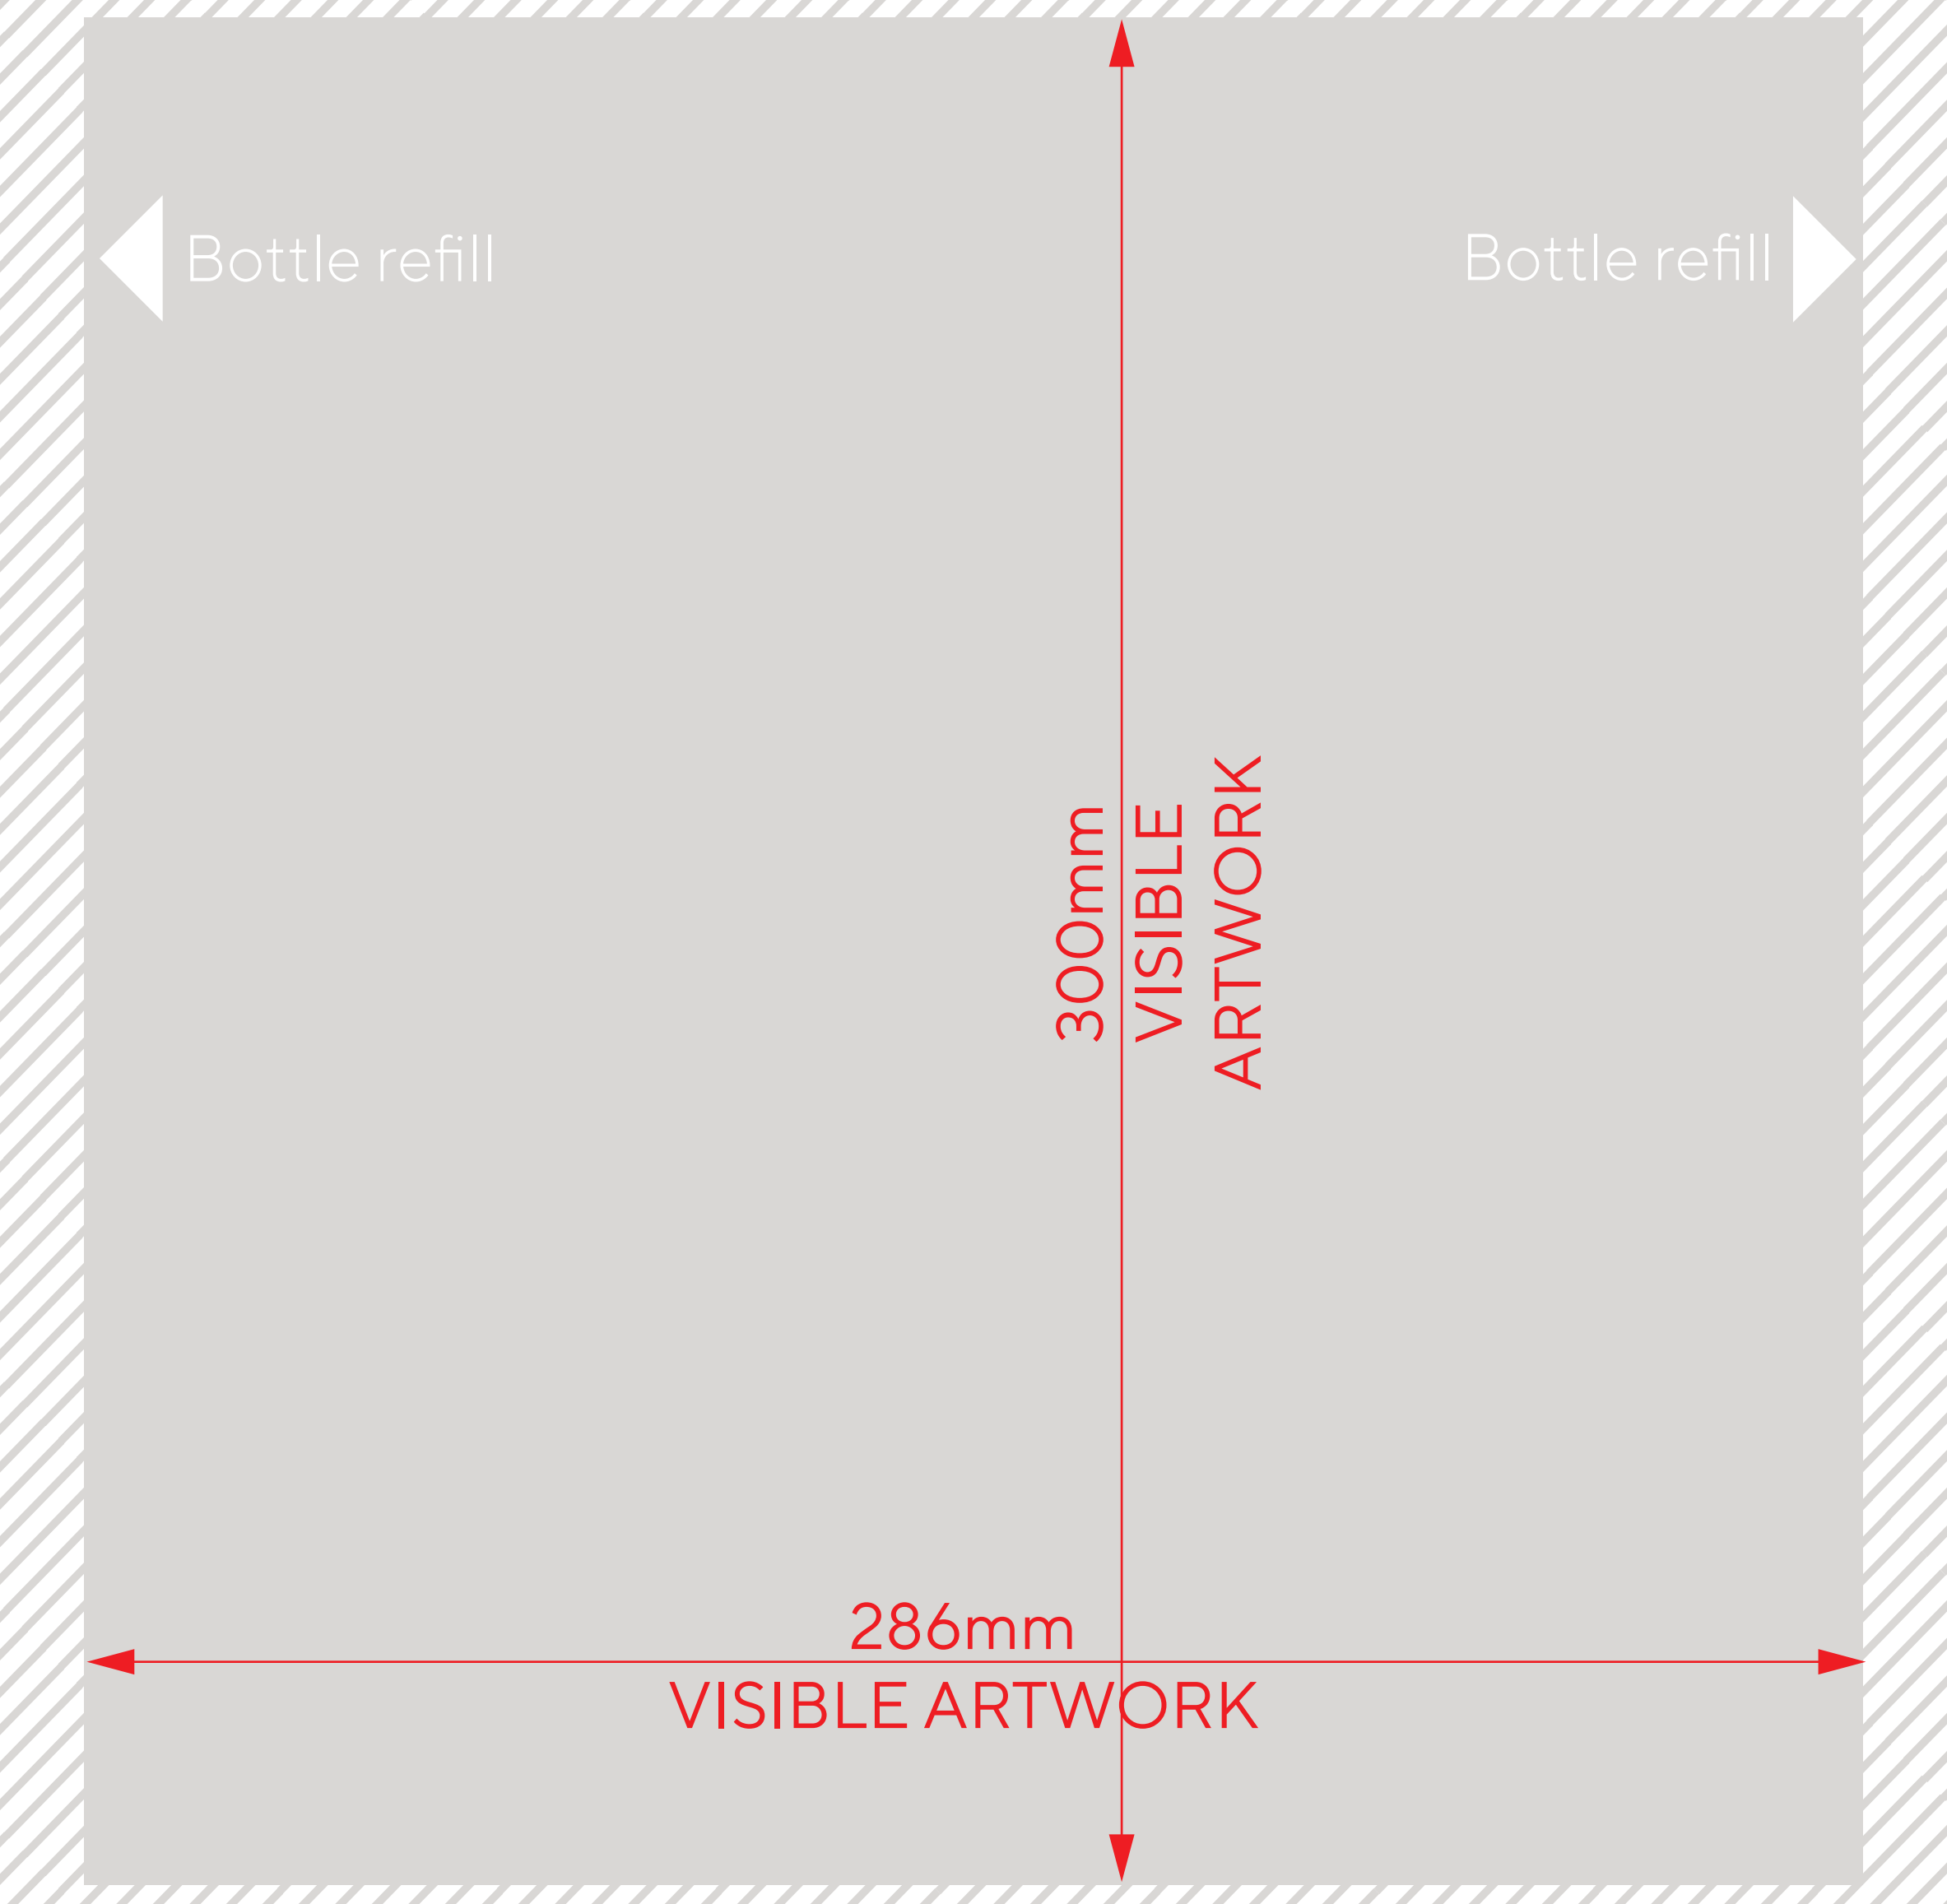 Bottle refill
Bottle refill
300mm
VISIBLE
ARTWORK
286mm
VISIBLE ARTWORK